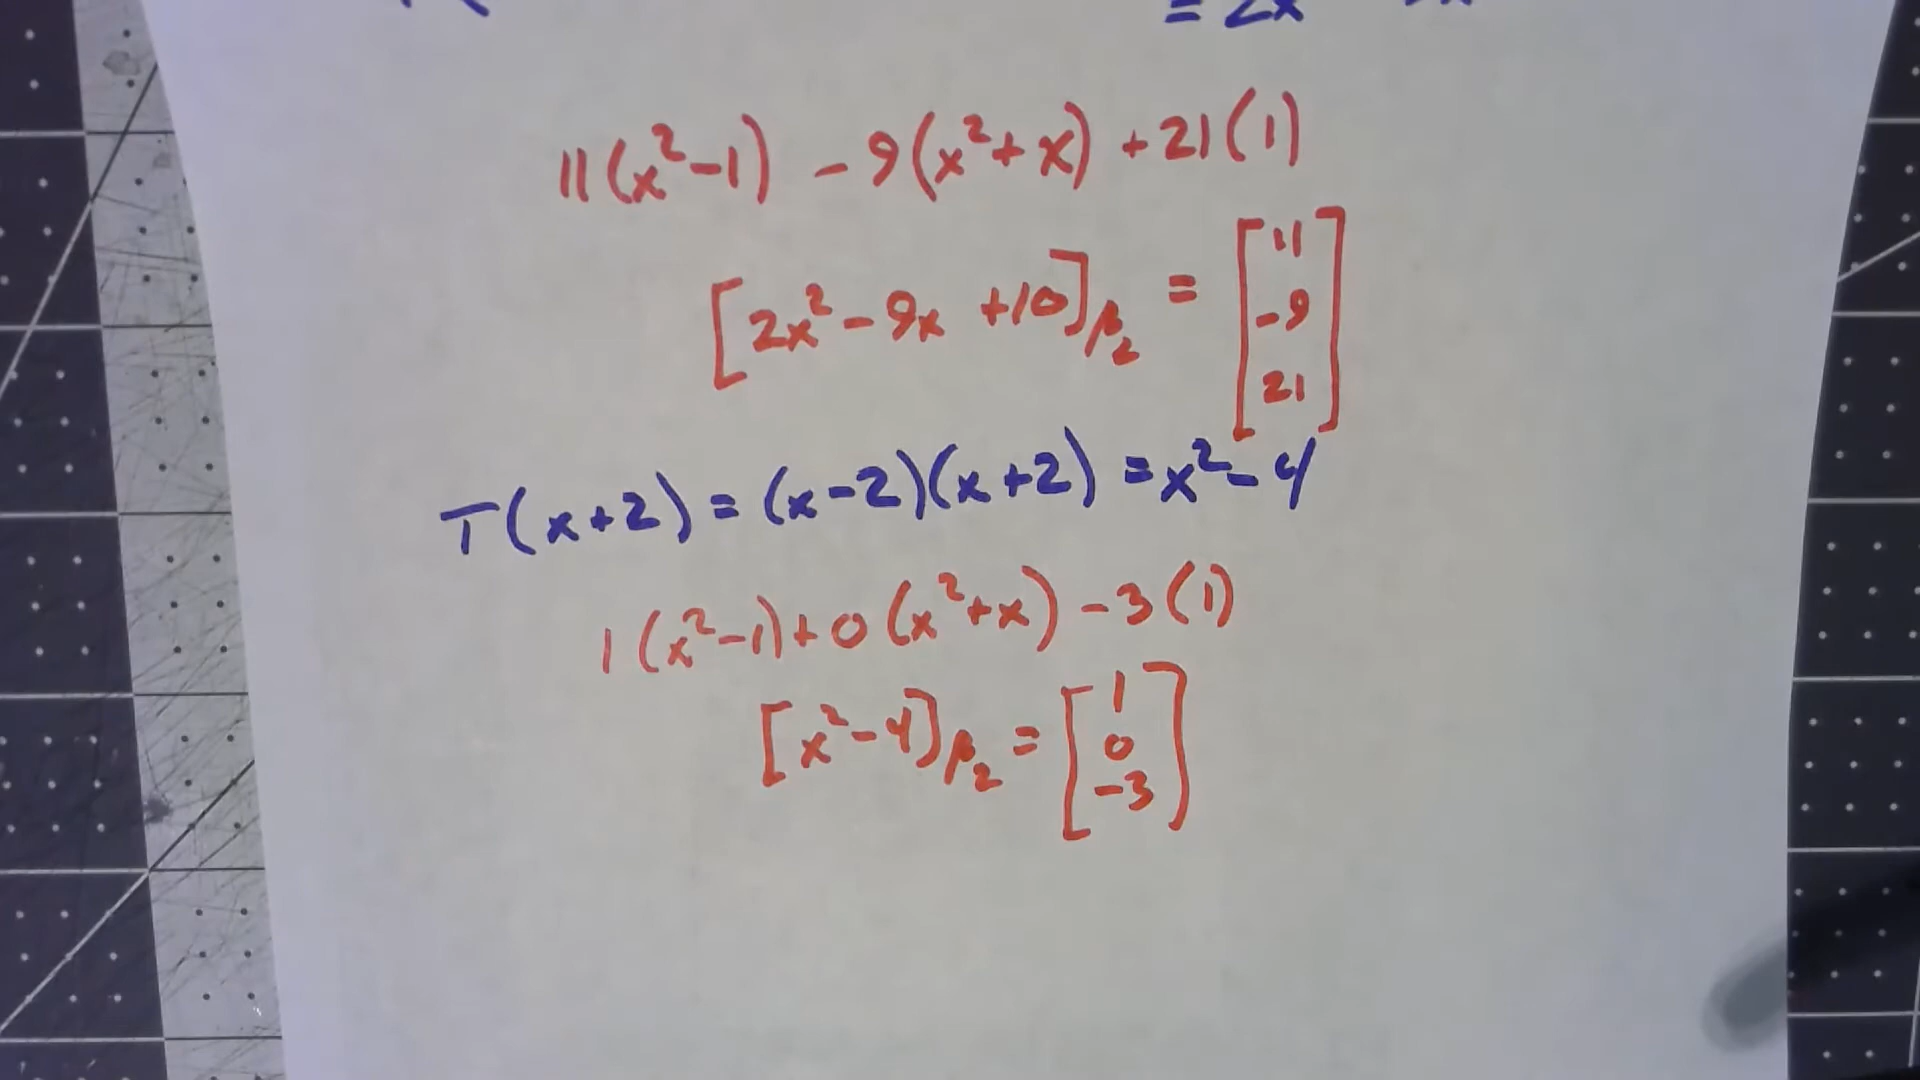 = 2x
11(x² - 1) - 9(x² + x) + 21(1)
[2x² - 9x + 10]β₂ = [11 -9 21]
T(x+2) = (x-2)(x+2) = x² - 4
1(x² - 1) + 0(x² + x) - 3(1)
[x² - 4]β₂ = [1 0 -3]